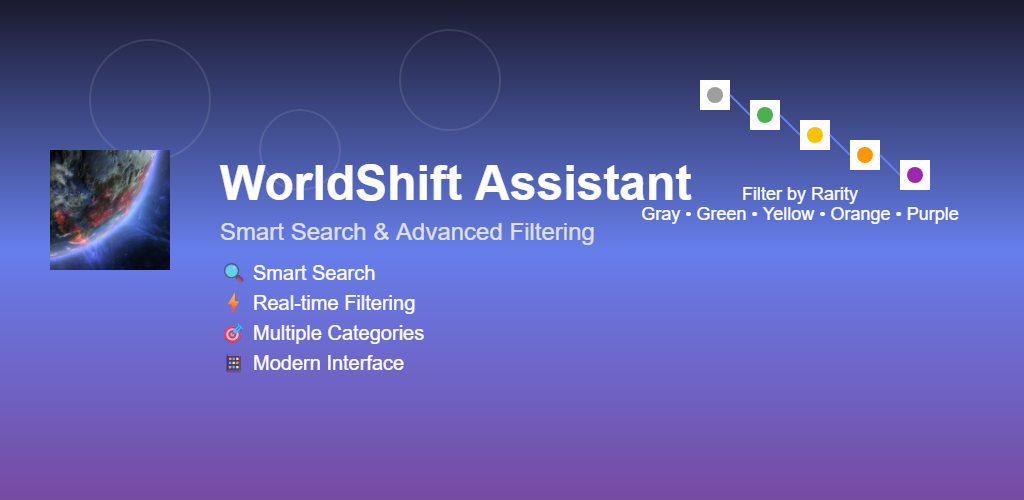 WorldShift Assistant
Smart Search & Advanced Filtering
Smart Search
Real-time Filtering
Multiple Categories
Modern Interface
Filter by Rarity
Gray • Green • Yellow • Orange • Purple